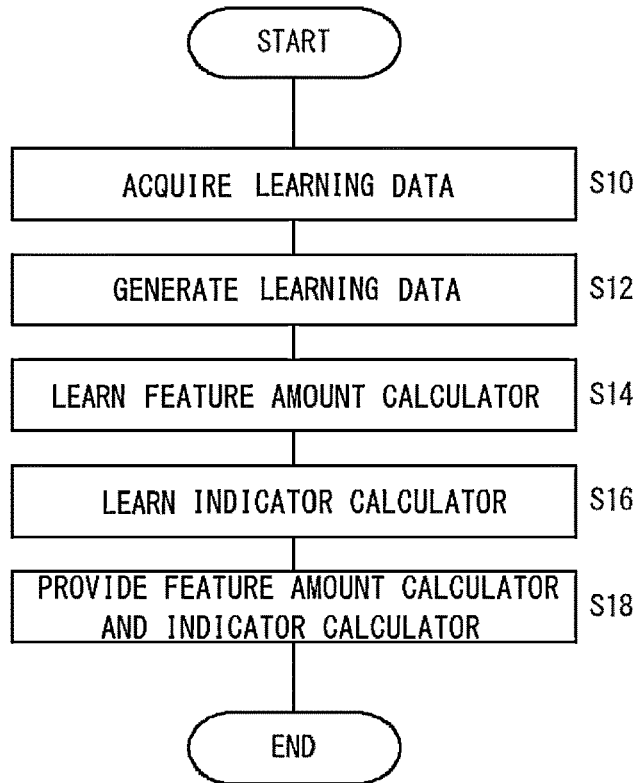 START
ACQUIRE LEARNING DATA S10
GENERATE LEARNING DATA S12
LEARN FEATURE AMOUNT CALCULATOR S14
LEARN INDICATOR CALCULATOR S16
PROVIDE FEATURE AMOUNT CALCULATOR
AND INDICATOR CALCULATOR S18
END